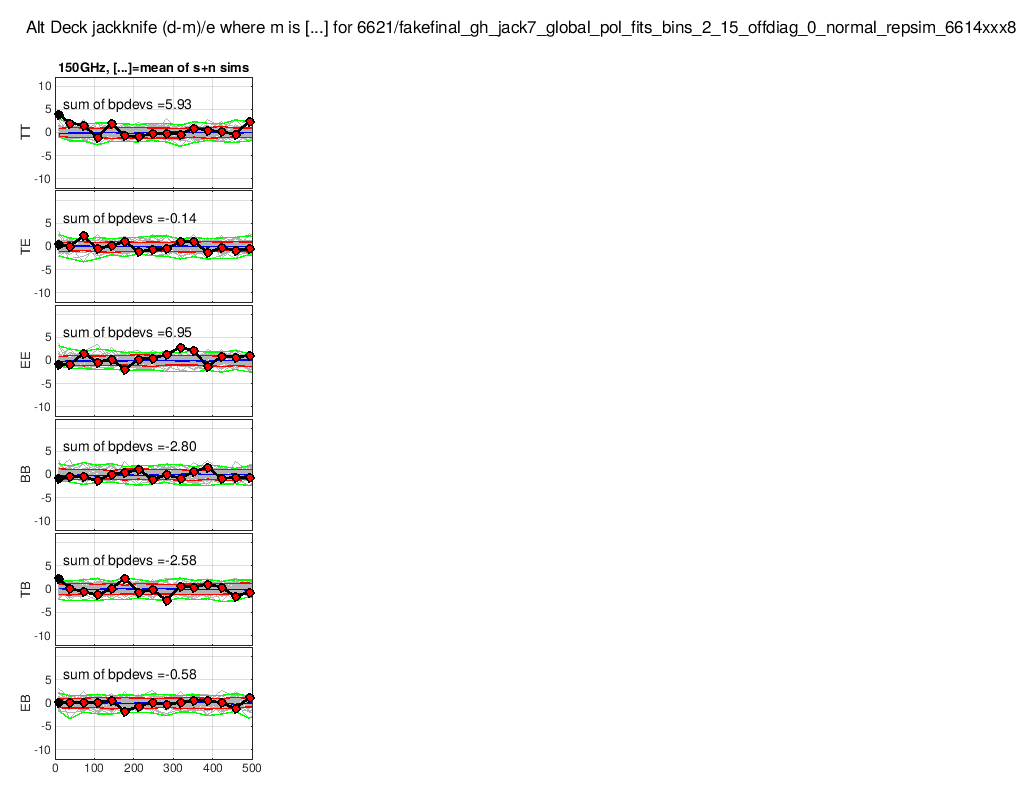 Alt Deck jackknife (d-m)/e where m is [...] for 6621/fakefinal_gh_jack7_global_pol_fits_bins_2_15_offdiag_0_normal_repsim_6614xxx8
150GHz, [...]=mean of s+n sims
10
5
0
-5
-10
TT
sum of bpdevs =5.93
5
0
-5
-10
TE
sum of bpdevs =-0.14
5
0
-5
-10
EE
sum of bpdevs =6.95
5
0
-5
-10
BB
sum of bpdevs =-2.80
5
0
-5
-10
TB
sum of bpdevs =-2.58
5
0
-5
-10
EB
sum of bpdevs =-0.58
0 100 200 300 400 500